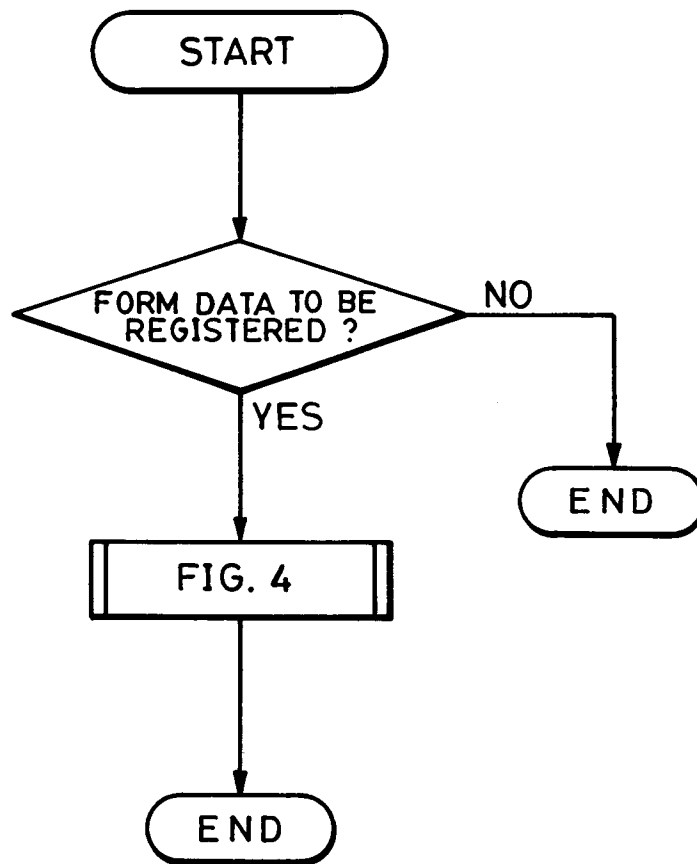 START
FORM DATA TO BE
REGISTERED ?
NO
YES
END
FIG. 4
END